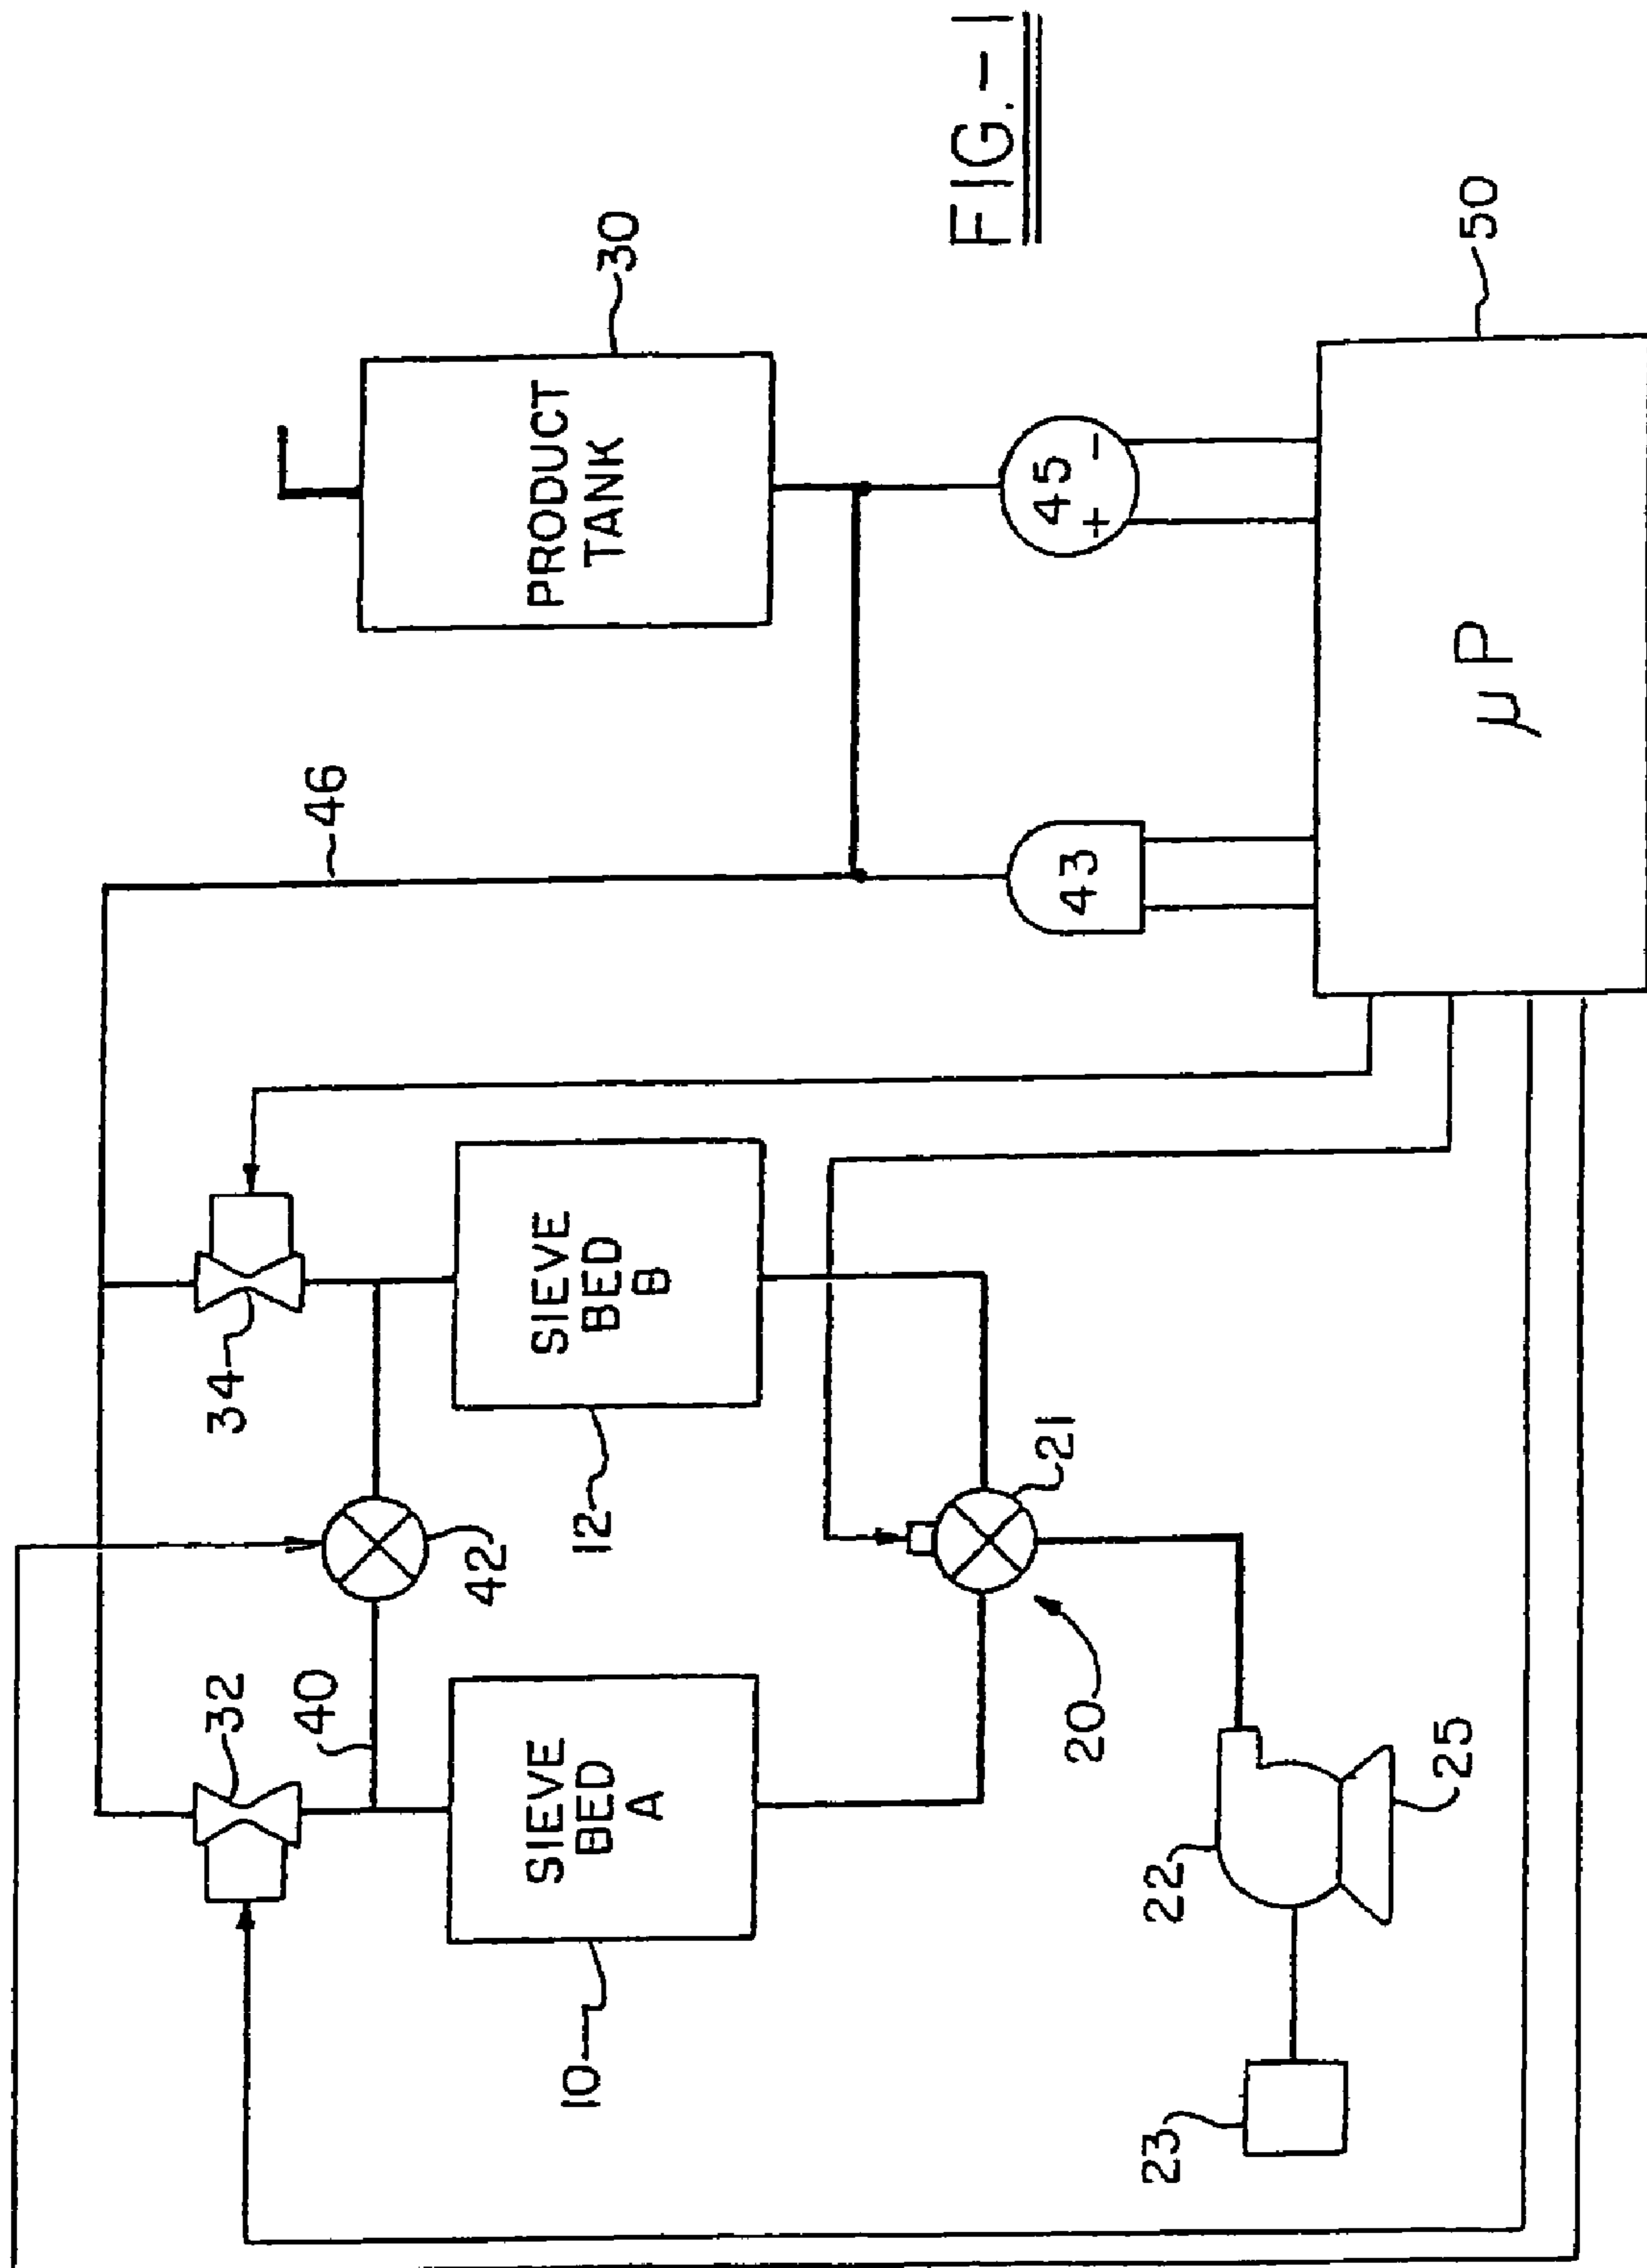 FIG.-1
46
32
34
40
42
PRODUCT
TANK
30
SIEVE
BED
A
SIEVE
BED
B
10
12
20
21
43
45
+ -
22
25
23
μP
50